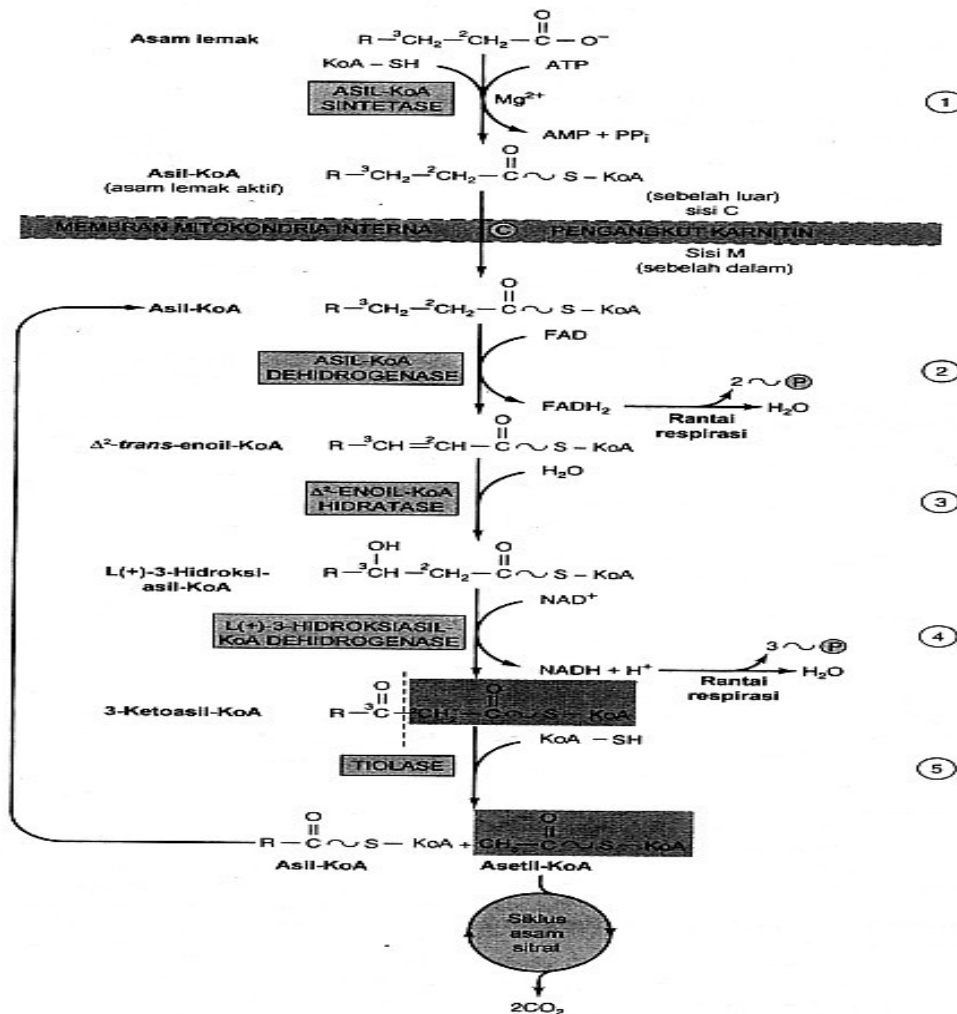 Asam lemak R—³CH₂—²CH₂—C—O⁻
O
KoA – SH ATP
ASIL-KoA
SINTETASE
Mg²⁺
1
AMP + PPi
Asil-KoA
(asam lemak aktif)
O
R—³CH₂—²CH₂—C~S – KoA
(sebelah luar)
sisi C
MEMBRAN MITOKONDRIA INTERNA C PENGANGKUT KARNITIN
Sisi M
(sebelah dalam)
O
Asil-KoA R—³CH₂—²CH₂—C~S – KoA
FAD
ASIL-KoA
DEHIDROGENASE
2
2~P
FADH₂ H₂O
Rantai
respirasi
O
Δ²-trans-enoil-KoA R—³CH=²CH—C~S – KoA
H₂O
Δ²-ENOIL-KoA
HIDRATASE
3
OH O
L(+)-3-Hidroksi-
asil-KoA
R—³CH—²CH₂—C~S – KoA
NAD⁺
L(+)-3-HIDROKSIASIL-
KoA DEHIDROGENASE
4
3~P
NADH + H⁺ H₂O
Rantai
respirasi
O O
3-Ketoasil-KoA R—³C—CH₂—C~S—KoA
KoA – SH
TIOLASE
5
O O
R—C~S – KoA + CH₃—C~S—KoA
Asil-KoA Asetil-KoA
Siklus
asam
sitrat
2CO₂